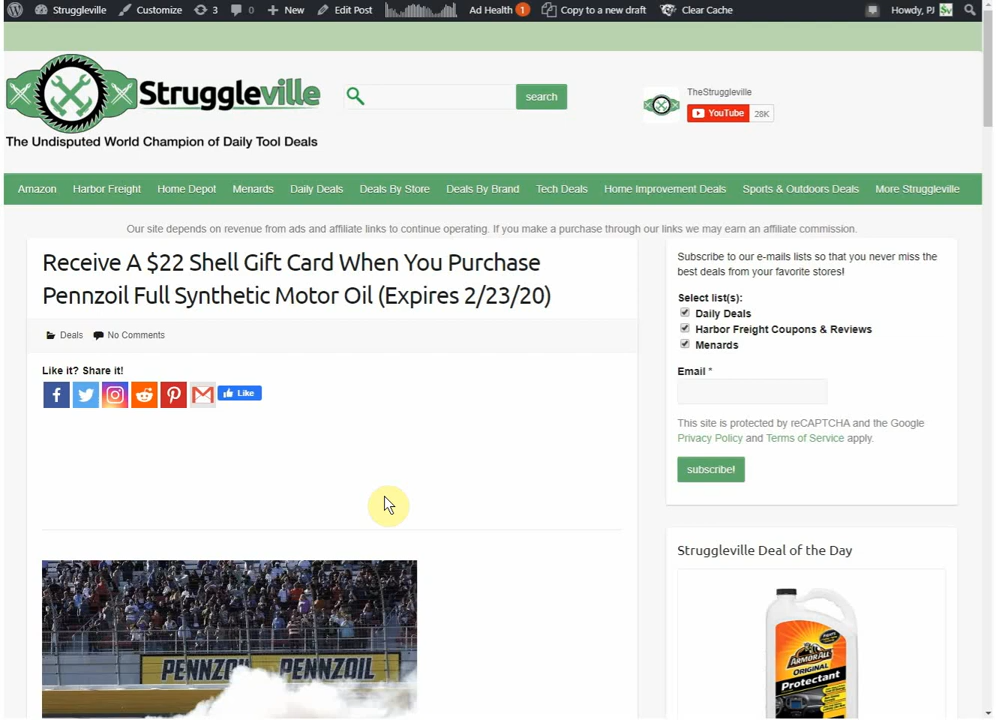 Struggleville Customize 3 0 New Edit Post Ad Health 1 Copy to a new draft Clear Cache Howdy, PJ
Struggleville
The Undisputed World Champion of Daily Tool Deals
search
TheStruggleville
YouTube 28K
Amazon Harbor Freight Home Depot Menards Daily Deals Deals By Store Deals By Brand Tech Deals Home Improvement Deals Sports & Outdoors Deals More Struggleville
Our site depends on revenue from ads and affiliate links to continue operating. If you make a purchase through our links we may earn an affiliate commission.
Receive A $22 Shell Gift Card When You Purchase
Pennzoil Full Synthetic Motor Oil (Expires 2/23/20)
Deals No Comments
Like it? Share it!
Like
PENNZOIL PENNZOIL
Subscribe to our e-mails lists so that you never miss the
best deals from your favorite stores!
Select list(s):
Daily Deals
Harbor Freight Coupons & Reviews
Menards
Email *
This site is protected by reCAPTCHA and the Google
Privacy Policy and Terms of Service apply.
subscribe!
Struggleville Deal of the Day
ARMORALL
ORIGINAL
Protectant